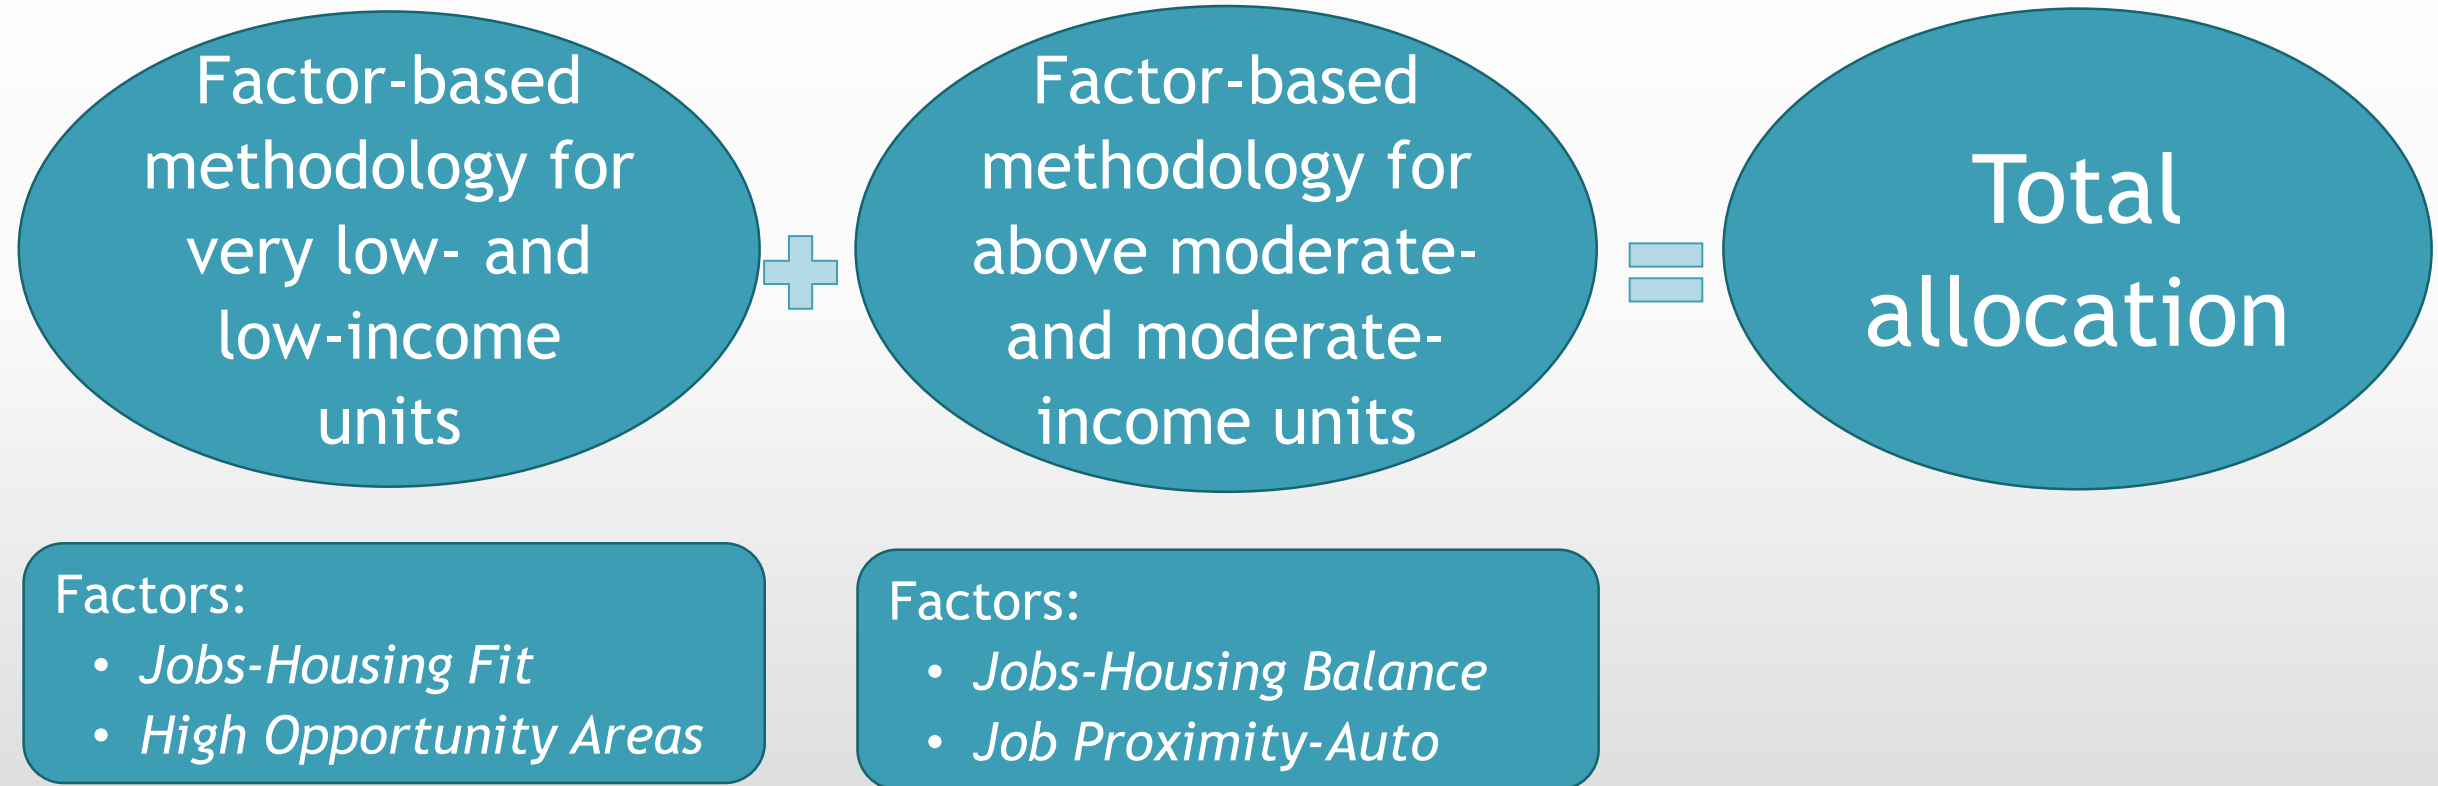 Factor-based
methodology for
very low- and
low-income
units
Factor-based
methodology for
above moderate-
and moderate-
income units
Total
allocation
Factors:
• Jobs-Housing Fit
• High Opportunity Areas
Factors:
• Jobs-Housing Balance
• Job Proximity-Auto